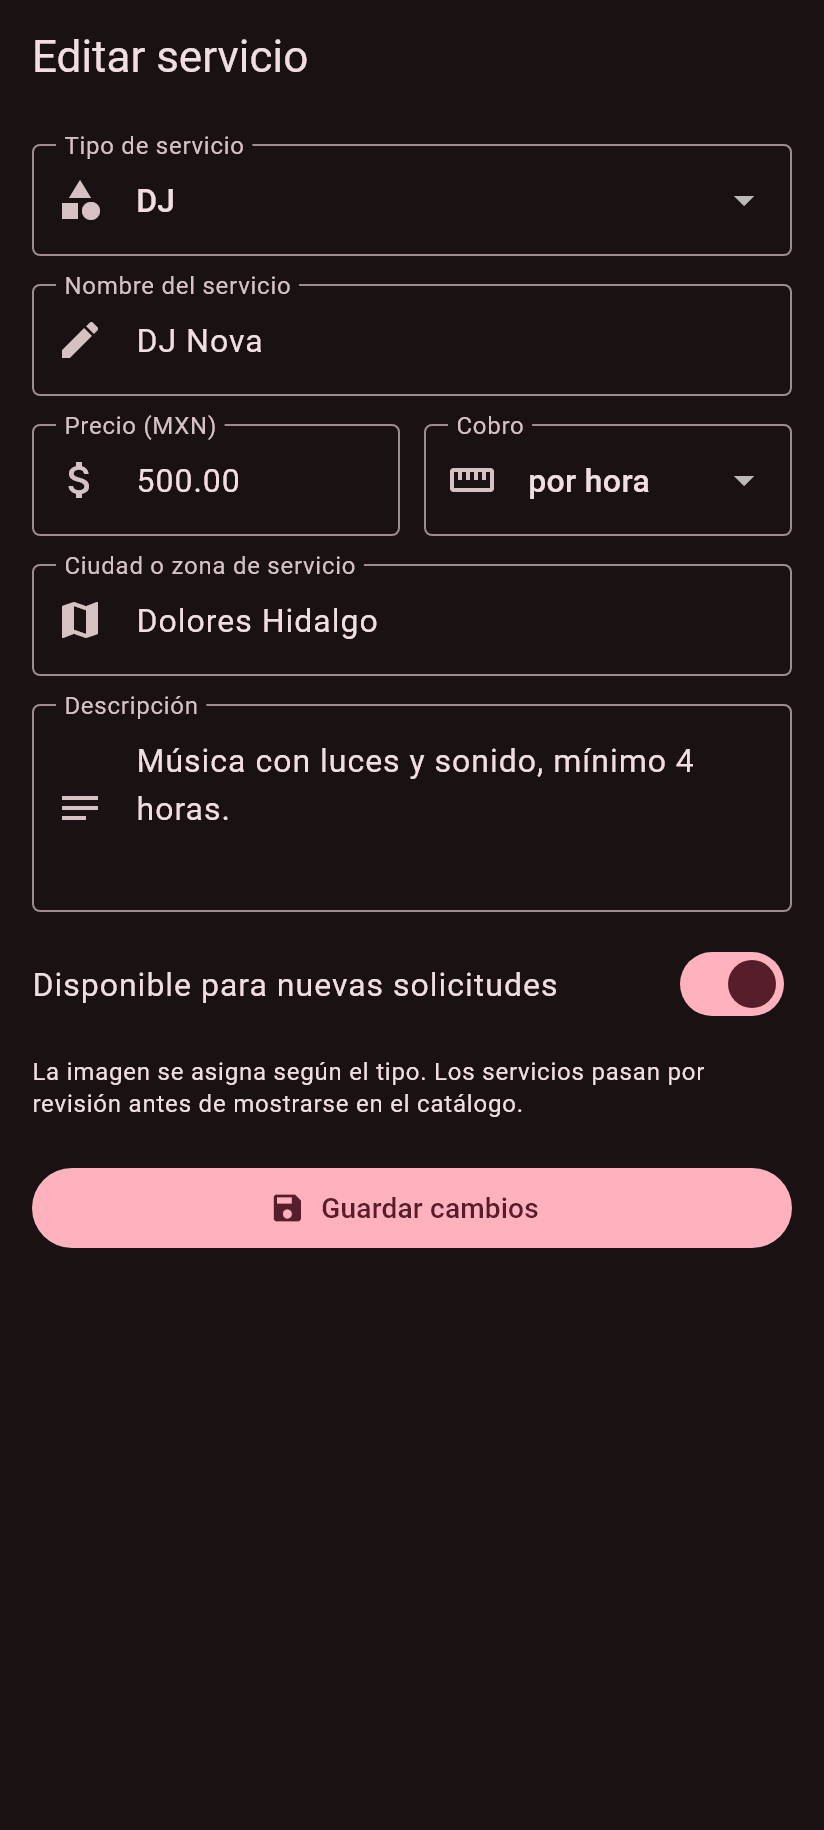 Editar servicio
Tipo de servicio
DJ
Nombre del servicio
DJ Nova
Precio (MXN)
500.00
Cobro
por hora
Ciudad o zona de servicio
Dolores Hidalgo
Descripción
Música con luces y sonido, mínimo 4
horas.
Disponible para nuevas solicitudes
La imagen se asigna según el tipo. Los servicios pasan por
revisión antes de mostrarse en el catálogo.
Guardar cambios